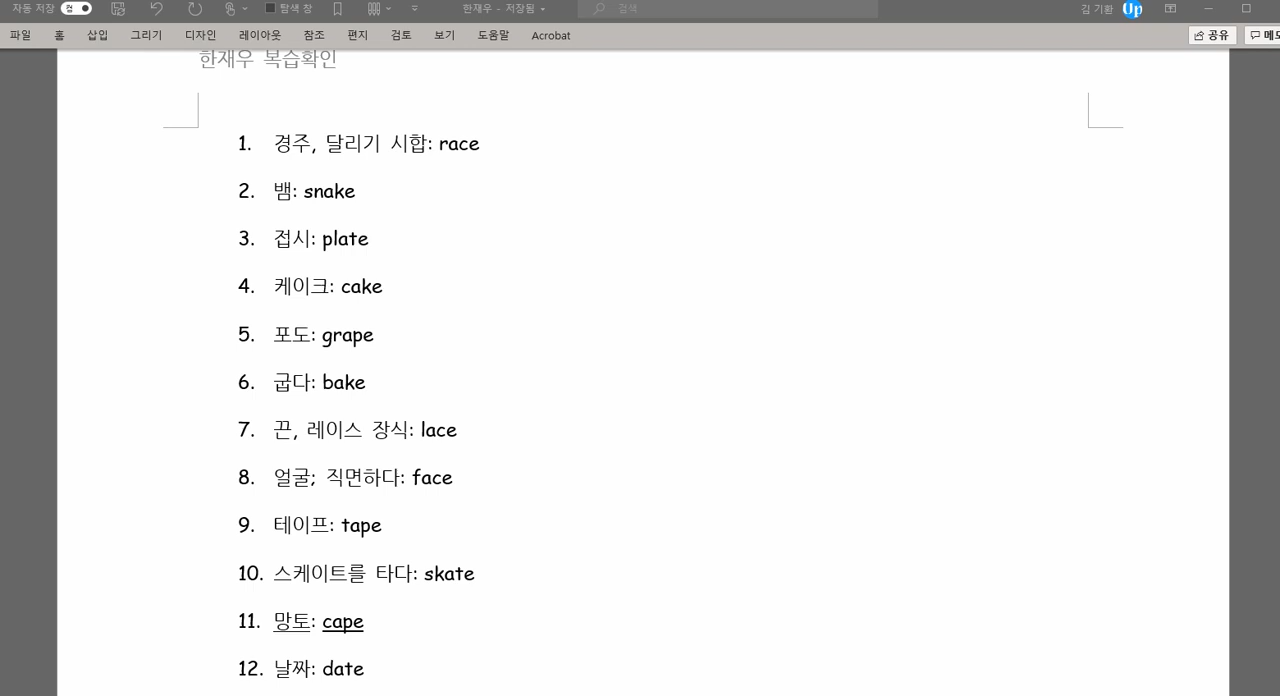 자동 저장 켬 탐색 창 한재우 - 저장됨 검색 김 기환 Up
파일 홈 삽입 그리기 디자인 레이아웃 참조 편지 검토 보기 도움말 Acrobat 공유 메모
한재우 복습확인
1. 경주, 달리기 시합: race
2. 뱀: snake
3. 접시: plate
4. 케이크: cake
5. 포도: grape
6. 굽다: bake
7. 끈, 레이스 장식: lace
8. 얼굴; 직면하다: face
9. 테이프: tape
10. 스케이트를 타다: skate
11. 망토: cape
12. 날짜: date